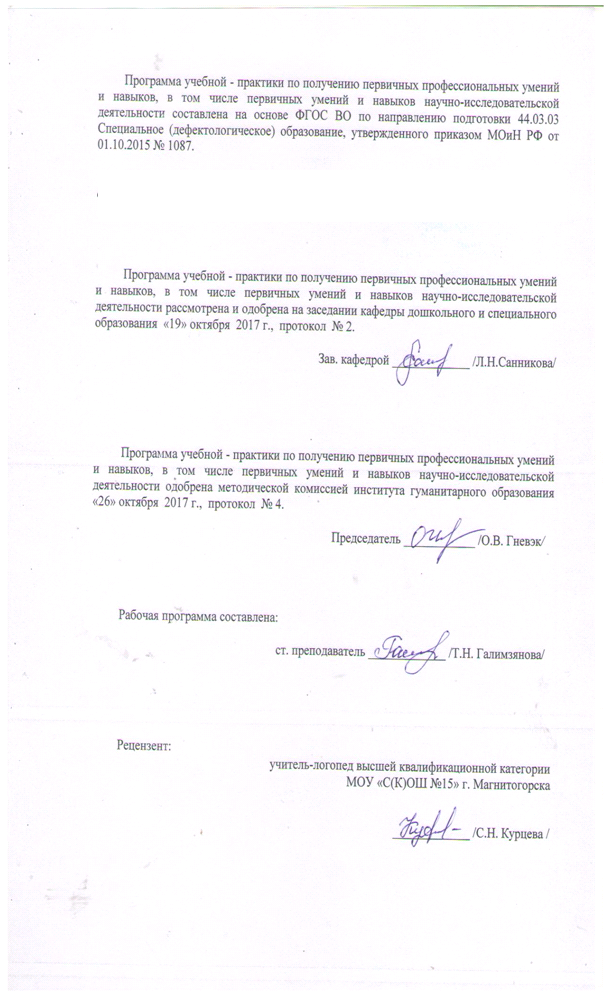 Программа учебной - практики по получению первичных профессиональных умений
и навыков, в том числе первичных умений и навыков научно-исследовательской
деятельности составлена на основе ФГОС ВО по направлению подготовки 44.03.03
Специальное (дефектологическое) образование, утвержденного приказом МОиН РФ от
01.10.2015 № 1087.
Программа учебной - практики по получению первичных профессиональных умений
и навыков, в том числе первичных умений и навыков научно-исследовательской
деятельности рассмотрена и одобрена на заседании кафедры дошкольного и специального
образования «19» октября 2017 г., протокол № 2.
Зав. кафедрой /Л.Н.Санникова/
Программа учебной - практики по получению первичных профессиональных умений
и навыков, в том числе первичных умений и навыков научно-исследовательской
деятельности одобрена методической комиссией института гуманитарного образования
«26» октября 2017 г., протокол № 4.
Председатель /О.В. Гневэк/
Рабочая программа составлена:
ст. преподаватель /Т.Н. Галимзянова/
Рецензент:
учитель-логопед высшей квалификационной категории
МОУ «С(К)ОШ №15» г. Магнитогорска
/С.Н. Курцева /